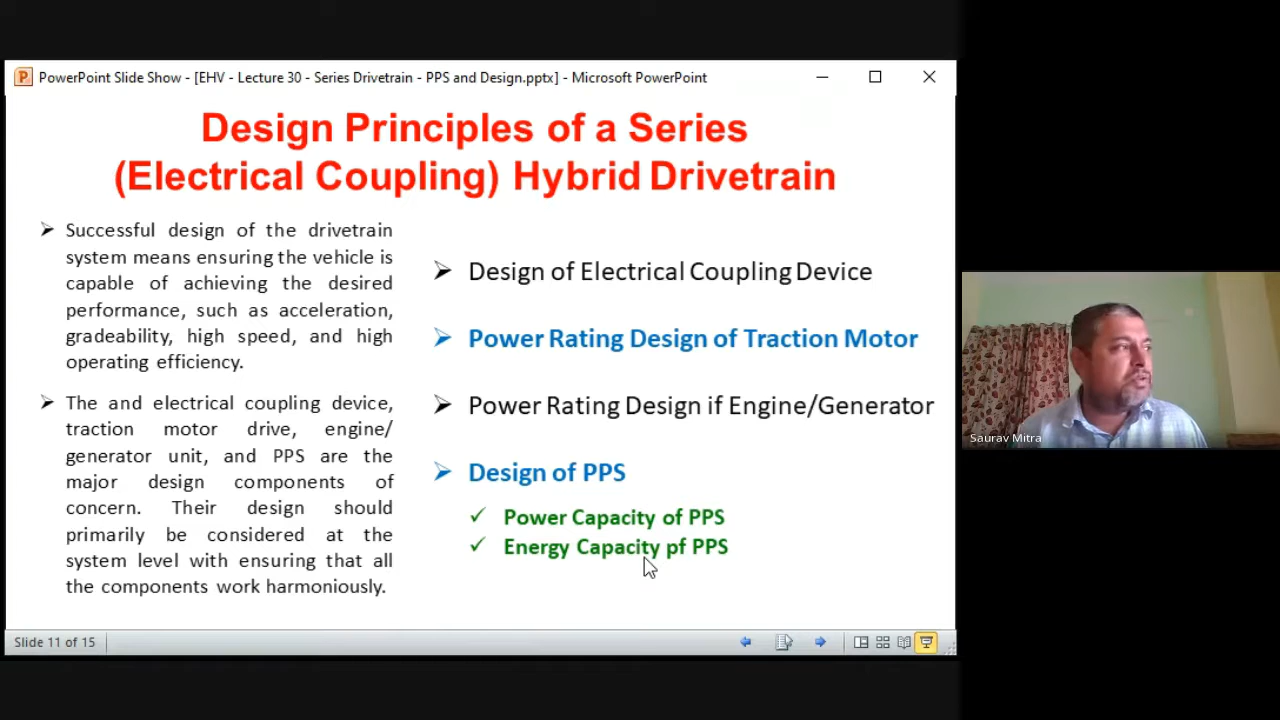 PowerPoint Slide Show - [EHV - Lecture 30 - Series Drivetrain - PPS and Design.pptx] - Microsoft PowerPoint
Design Principles of a Series
(Electrical Coupling) Hybrid Drivetrain
➢ Successful design of the drivetrain
system means ensuring the vehicle is
capable of achieving the desired
performance, such as acceleration,
gradeability, high speed, and high
operating efficiency.
➢ The and electrical coupling device,
traction motor drive, engine/
generator unit, and PPS are the
major design components of
concern. Their design should
primarily be considered at the
system level with ensuring that all
the components work harmoniously.
➢ Design of Electrical Coupling Device
➢ Power Rating Design of Traction Motor
➢ Power Rating Design if Engine/Generator
➢ Design of PPS
✓ Power Capacity of PPS
✓ Energy Capacity pf PPS
Saurav Mitra
Slide 11 of 15